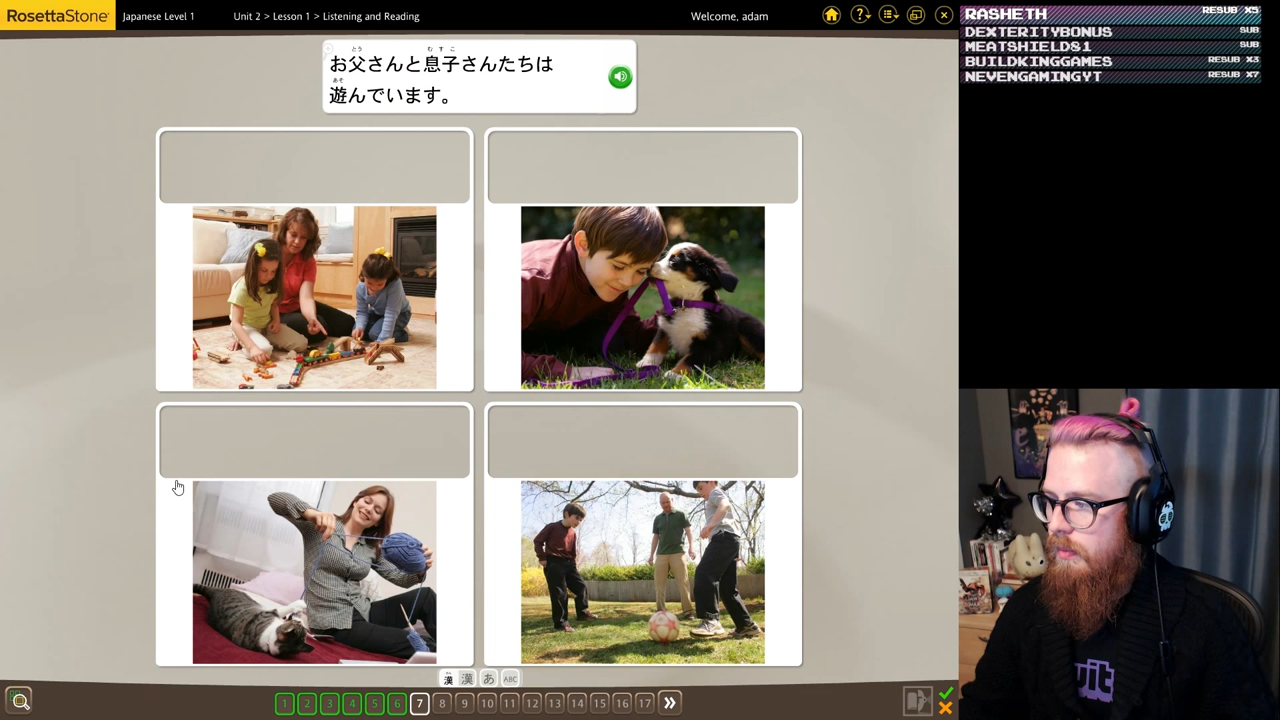 RosettaStone
Japanese Level 1
Unit 2 > Lesson 1 > Listening and Reading
Welcome, adam
とう むすこ
お父さんと息子さんたちは
あそ
遊んでいます。
漢 漢 あ ABC
1 2 3 4 5 6 7 8 9 10 11 12 13 14 15 16 17
RASHETH RESUB X5
DEXTERITYBONUS SUB
MEATSHIELD81 SUB
BUILDKINGGAMES RESUB X3
NEVENGAMINGYT RESUB X7